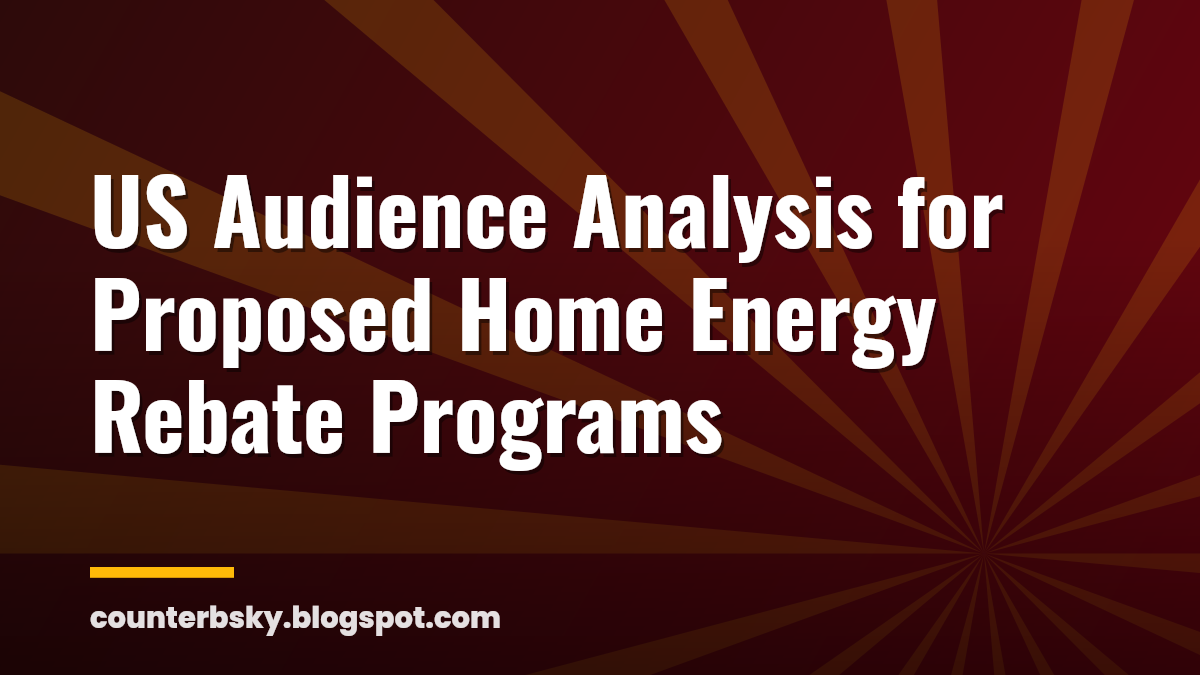 US Audience Analysis for
Proposed Home Energy
Rebate Programs
counterbsky.blogspot.com